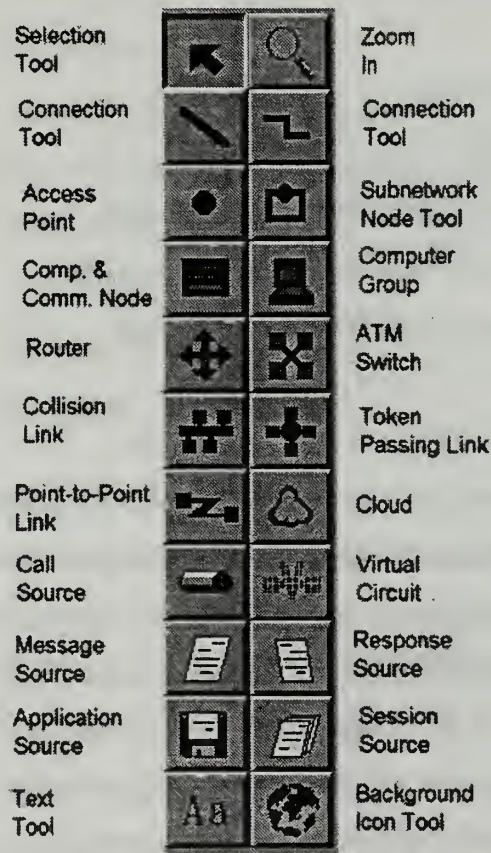 Selection
Tool
Zoom
In
Connection
Tool
Connection
Tool
Access
Point
Subnetwork
Node Tool
Comp. &
Comm. Node
Computer
Group
Router
ATM
Switch
Collision
Link
Token
Passing Link
Point-to-Point
Link
Cloud
Call
Source
Virtual
Circuit
Message
Source
Response
Source
Application
Source
Session
Source
Text
Tool
Aa
Background
Icon Tool